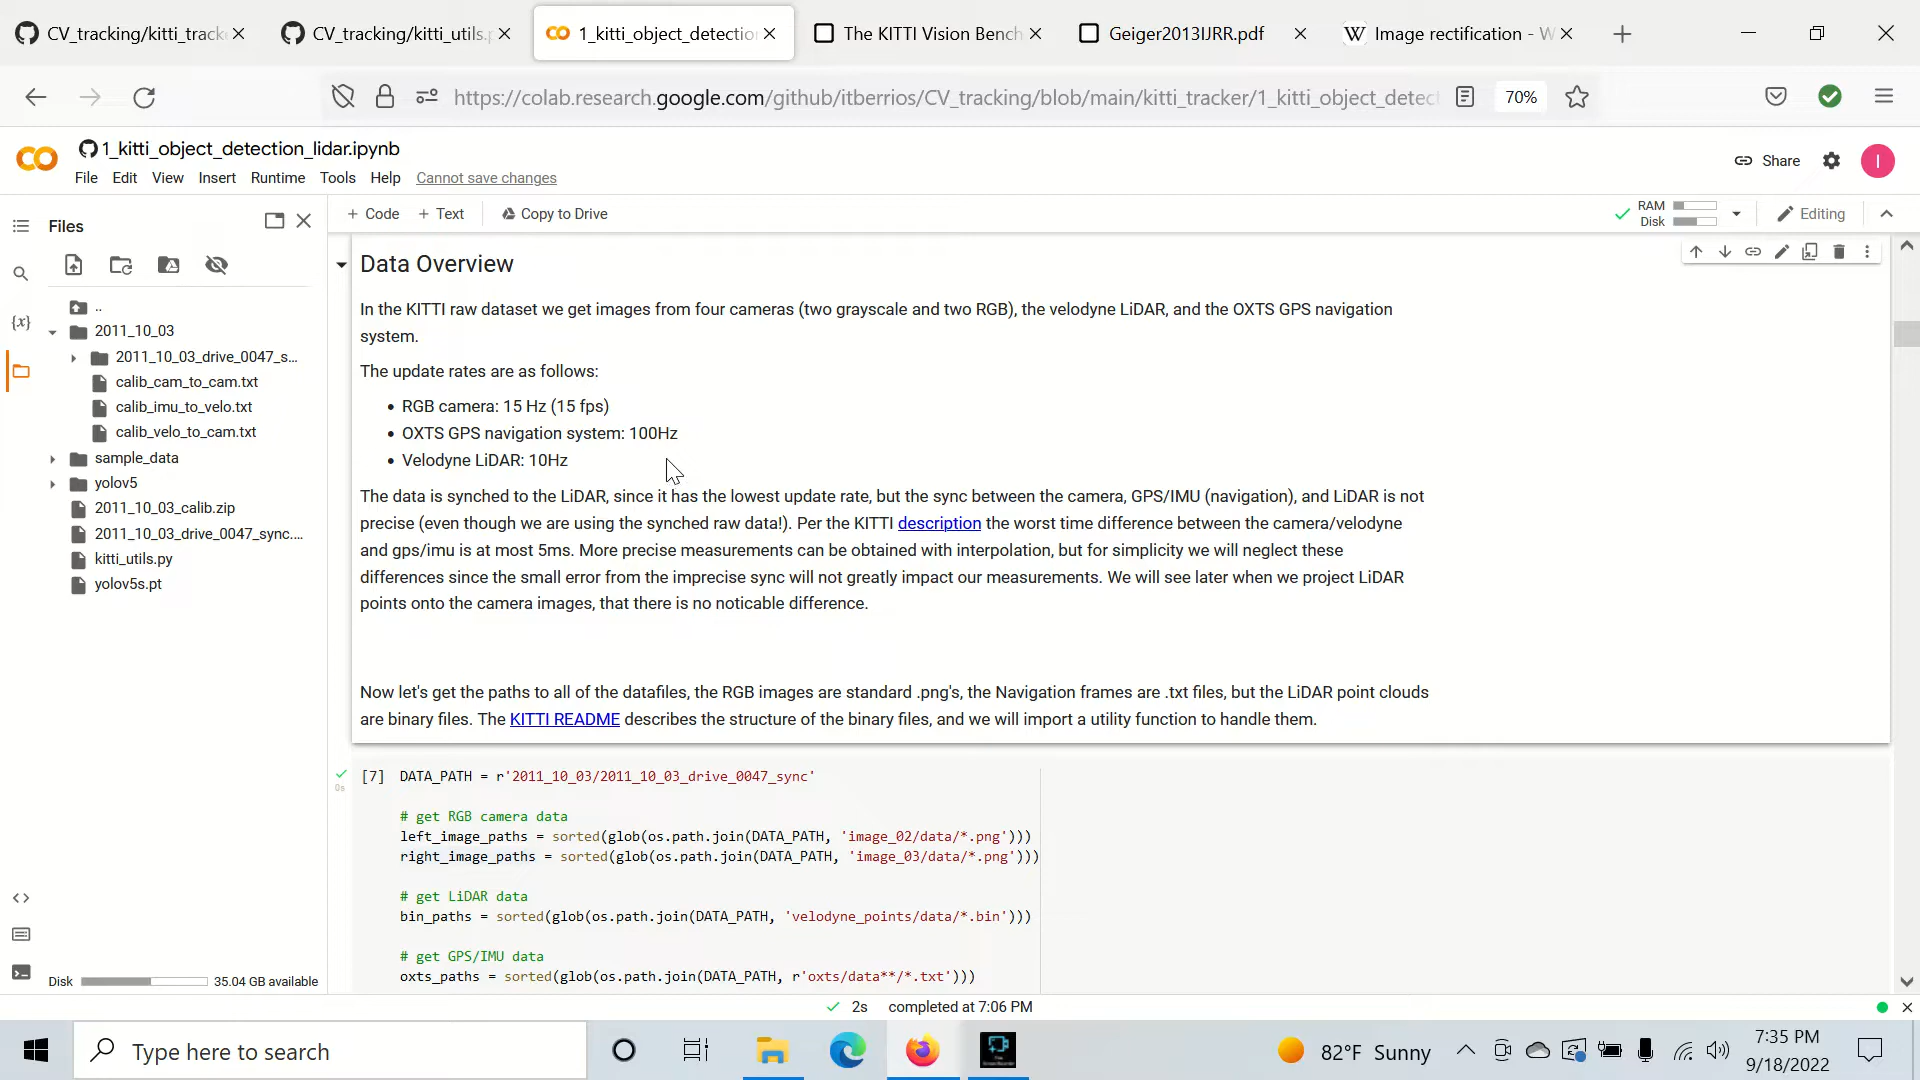 CV_tracking/kitti_track
CV_tracking/kitti_utils.p
1_kitti_object_detectio
The KITTI Vision Bench
Geiger2013IJRR.pdf
Image rectification - W
https://colab.research.google.com/github/itberrios/CV_tracking/blob/main/kitti_tracker/1_kitti_object_detect
70%
1_kitti_object_detection_lidar.ipynb
Share
I
File Edit View Insert Runtime Tools Help Cannot save changes
Files
+ Code + Text Copy to Drive
RAM
Disk
Editing
..
2011_10_03
2011_10_03_drive_0047_s...
calib_cam_to_cam.txt
calib_imu_to_velo.txt
calib_velo_to_cam.txt
sample_data
yolov5
2011_10_03_calib.zip
2011_10_03_drive_0047_sync....
kitti_utils.py
yolov5s.pt
{x}
Disk 35.04 GB available
Data Overview
In the KITTI raw dataset we get images from four cameras (two grayscale and two RGB), the velodyne LiDAR, and the OXTS GPS navigation
system.
The update rates are as follows:
• RGB camera: 15 Hz (15 fps)
• OXTS GPS navigation system: 100Hz
• Velodyne LiDAR: 10Hz
The data is synched to the LiDAR, since it has the lowest update rate, but the sync between the camera, GPS/IMU (navigation), and LiDAR is not
precise (even though we are using the synched raw data!). Per the KITTI description the worst time difference between the camera/velodyne
and gps/imu is at most 5ms. More precise measurements can be obtained with interpolation, but for simplicity we will neglect these
differences since the small error from the imprecise sync will not greatly impact our measurements. We will see later when we project LiDAR
points onto the camera images, that there is no noticable difference.
Now let's get the paths to all of the datafiles, the RGB images are standard .png's, the Navigation frames are .txt files, but the LiDAR point clouds
are binary files. The KITTI README describes the structure of the binary files, and we will import a utility function to handle them.
0s
[7] DATA_PATH = r'2011_10_03/2011_10_03_drive_0047_sync'
# get RGB camera data
left_image_paths = sorted(glob(os.path.join(DATA_PATH, 'image_02/data/*.png')))
right_image_paths = sorted(glob(os.path.join(DATA_PATH, 'image_03/data/*.png')))
# get LiDAR data
bin_paths = sorted(glob(os.path.join(DATA_PATH, 'velodyne_points/data/*.bin')))
# get GPS/IMU data
oxts_paths = sorted(glob(os.path.join(DATA_PATH, r'oxts/data**/*.txt')))
2s completed at 7:06 PM
Type here to search
82°F Sunny
7:35 PM
9/18/2022